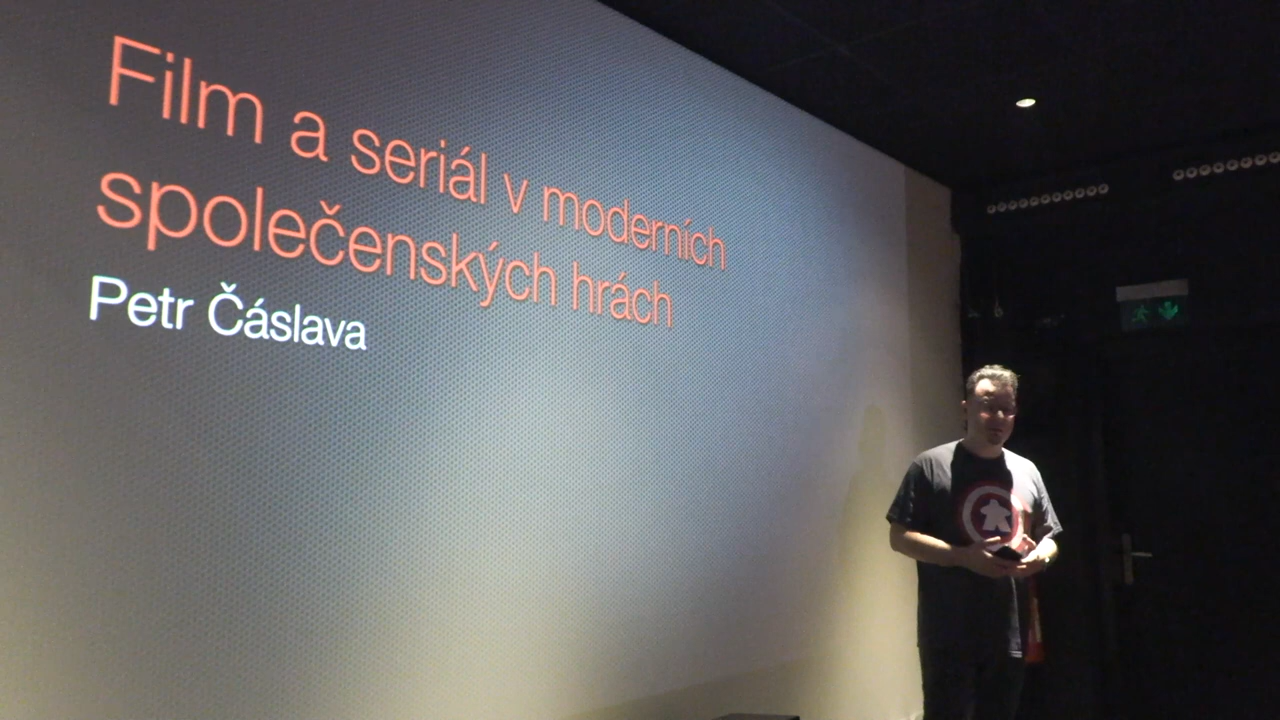 Film a seriál v moderních
společenských hrách
Petr Čáslava